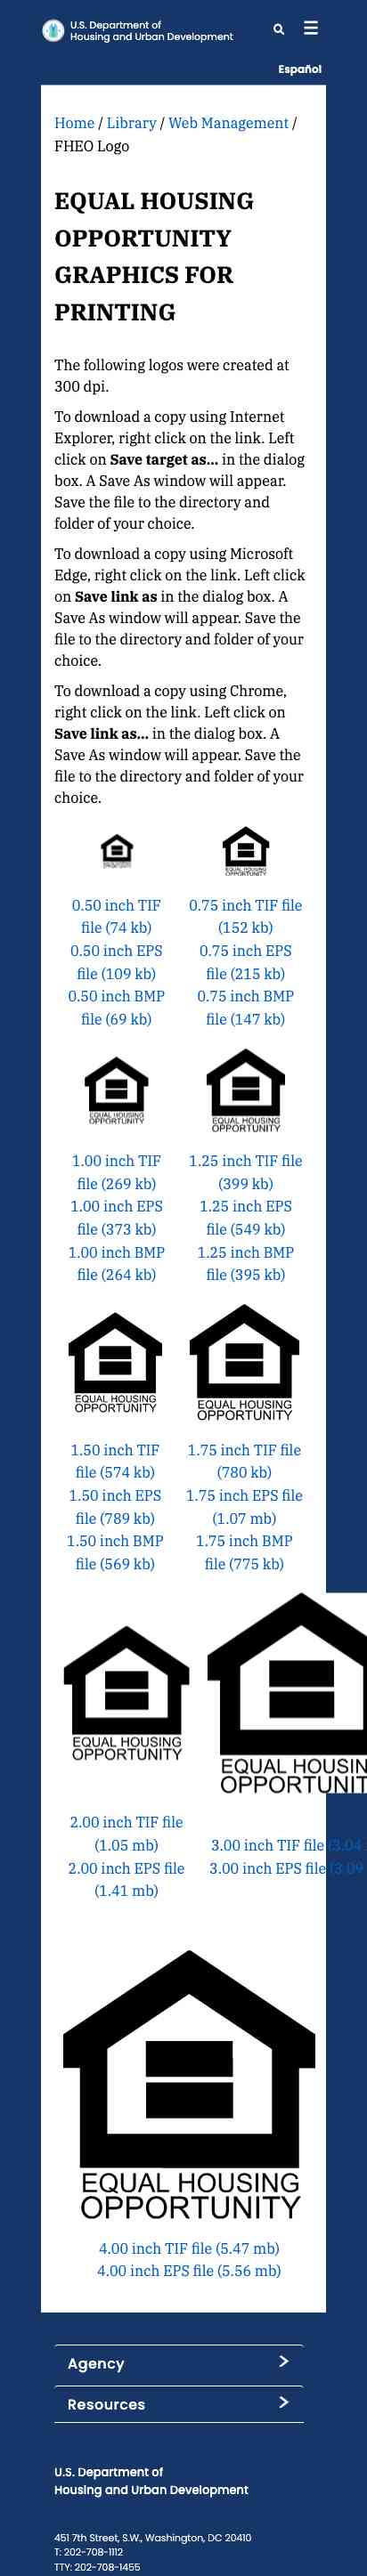 U.S. Department of
Housing and Urban Development
Español
Home / Library / Web Management /
FHEO Logo
EQUAL HOUSING
OPPORTUNITY
GRAPHICS FOR
PRINTING
The following logos were created at
300 dpi.
To download a copy using Internet
Explorer, right click on the link. Left
click on Save target as... in the dialog
box. A Save As window will appear.
Save the file to the directory and
folder of your choice.
To download a copy using Microsoft
Edge, right click on the link. Left click
on Save link as in the dialog box. A
Save As window will appear. Save the
file to the directory and folder of your
choice.
To download a copy using Chrome,
right click on the link. Left click on
Save link as... in the dialog box. A
Save As window will appear. Save the
file to the directory and folder of your
choice.
EQUAL HOUSING
OPPORTUNITY
0.50 inch TIF
file (74 kb)
0.50 inch EPS
file (109 kb)
0.50 inch BMP
file (69 kb)
0.75 inch TIF file
(152 kb)
0.75 inch EPS
file (215 kb)
0.75 inch BMP
file (147 kb)
EQUAL HOUSING
OPPORTUNITY
EQUAL HOUSING
OPPORTUNITY
1.00 inch TIF
file (269 kb)
1.00 inch EPS
file (373 kb)
1.00 inch BMP
file (264 kb)
1.25 inch TIF file
(399 kb)
1.25 inch EPS
file (549 kb)
1.25 inch BMP
file (395 kb)
EQUAL HOUSING
OPPORTUNITY
EQUAL HOUSING
OPPORTUNITY
1.50 inch TIF
file (574 kb)
1.50 inch EPS
file (789 kb)
1.50 inch BMP
file (569 kb)
1.75 inch TIF file
(780 kb)
1.75 inch EPS file
(1.07 mb)
1.75 inch BMP
file (775 kb)
EQUAL HOUSING
OPPORTUNITY
EQUAL HOUSIN
OPPORTUNIT
2.00 inch TIF file
(1.05 mb)
2.00 inch EPS file
(1.41 mb)
3.00 inch TIF file (3.04
3.00 inch EPS file (3.09
EQUAL HOUSING
OPPORTUNITY
4.00 inch TIF file (5.47 mb)
4.00 inch EPS file (5.56 mb)
Agency
Resources
U.S. Department of
Housing and Urban Development
451 7th Street, S.W., Washington, DC 20410
T: 202-708-1112
TTY: 202-708-1455